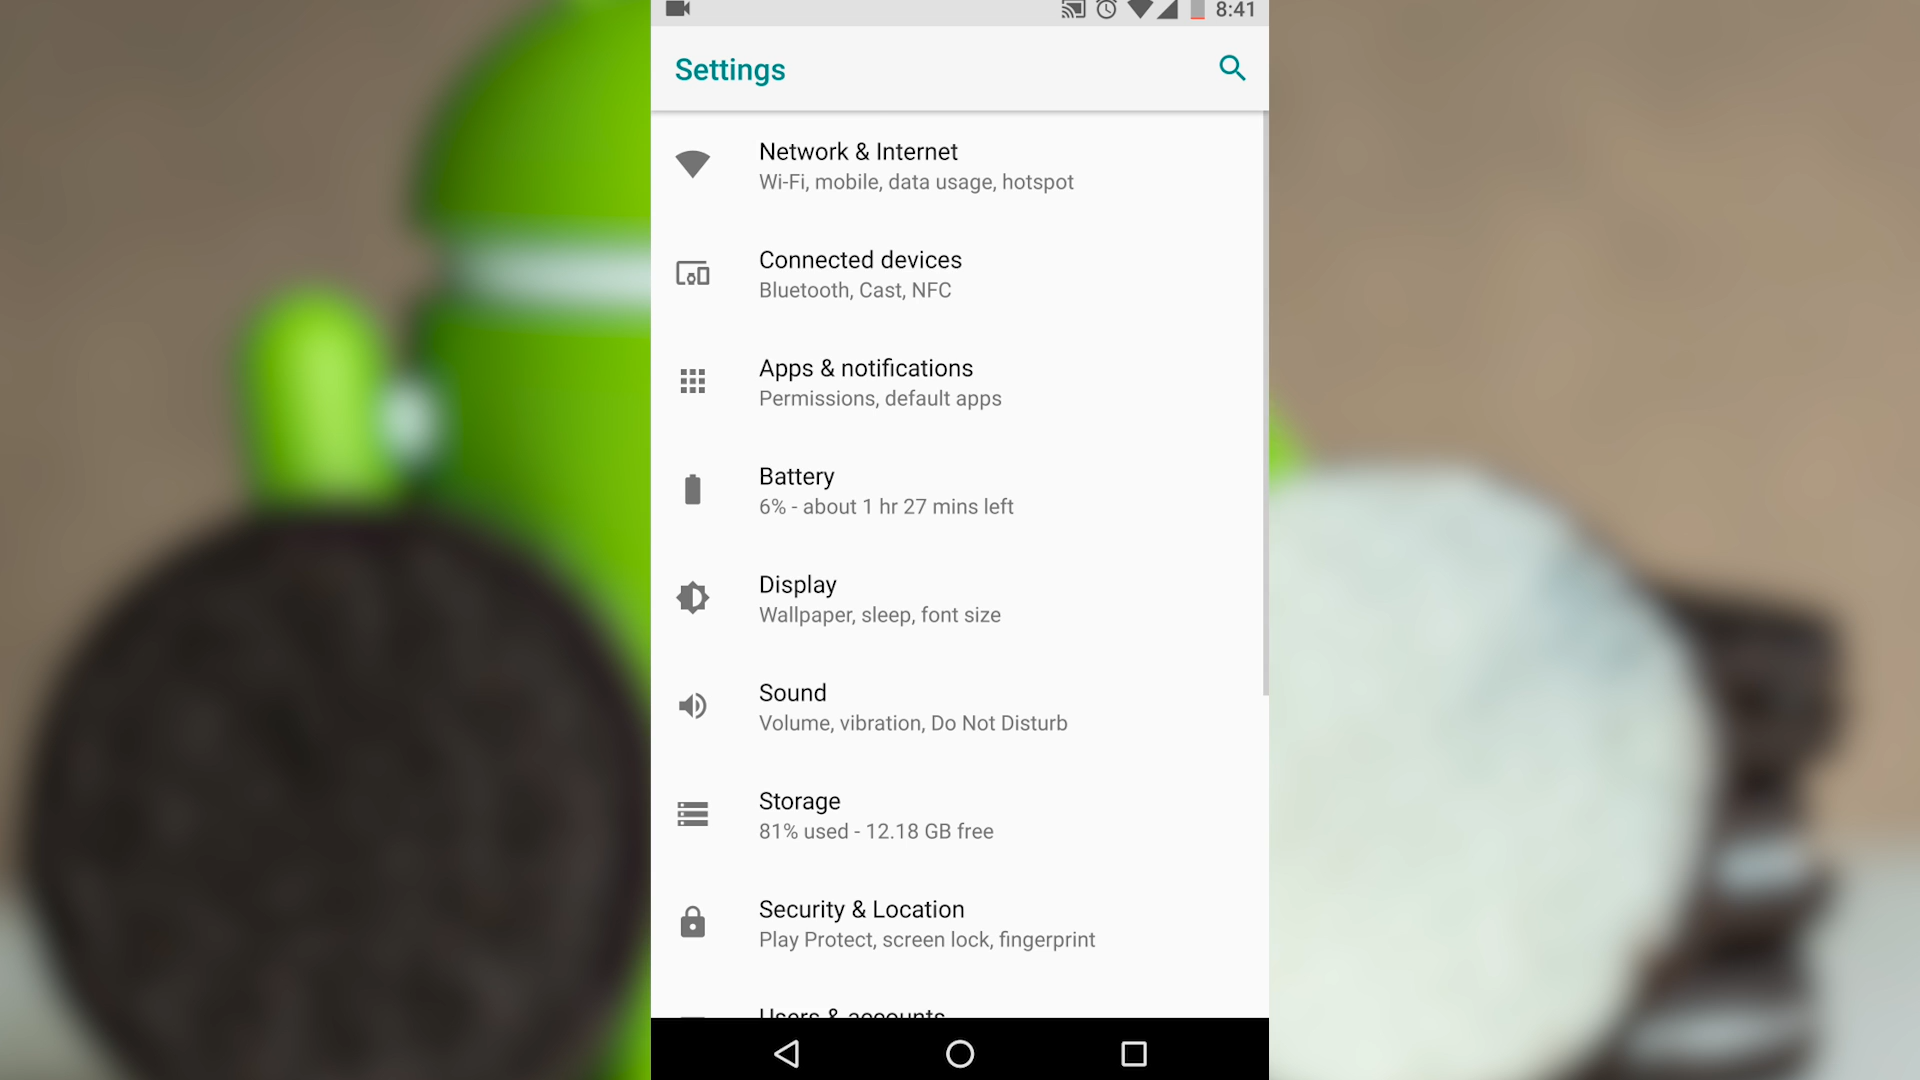 8:41
Settings
Network & Internet
Wi-Fi, mobile, data usage, hotspot
Connected devices
Bluetooth, Cast, NFC
Apps & notifications
Permissions, default apps
Battery
6% - about 1 hr 27 mins left
Display
Wallpaper, sleep, font size
Sound
Volume, vibration, Do Not Disturb
Storage
81% used - 12.18 GB free
Security & Location
Play Protect, screen lock, fingerprint
Users & accounts